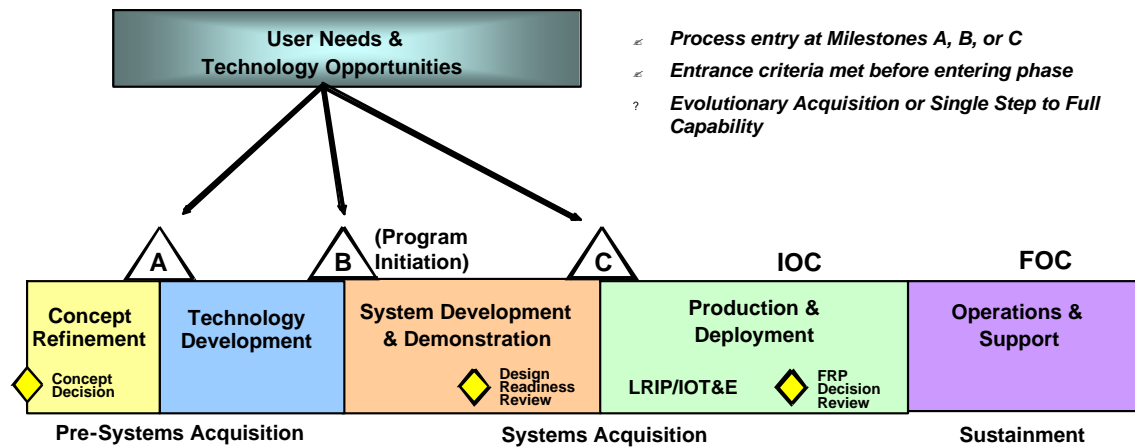 User Needs &
Technology Opportunities
Process entry at Milestones A, B, or C
Entrance criteria met before entering phase
? Evolutionary Acquisition or Single Step to Full
Capability
A
B
(Program
Initiation)
C
IOC
FOC
Concept
Refinement
Technology
Development
System Development
& Demonstration
Production &
Deployment
Operations &
Support
Concept
Decision
Design
Readiness
Review
LRIP/IOT&E
FRP
Decision
Review
Pre-Systems Acquisition
Systems Acquisition
Sustainment